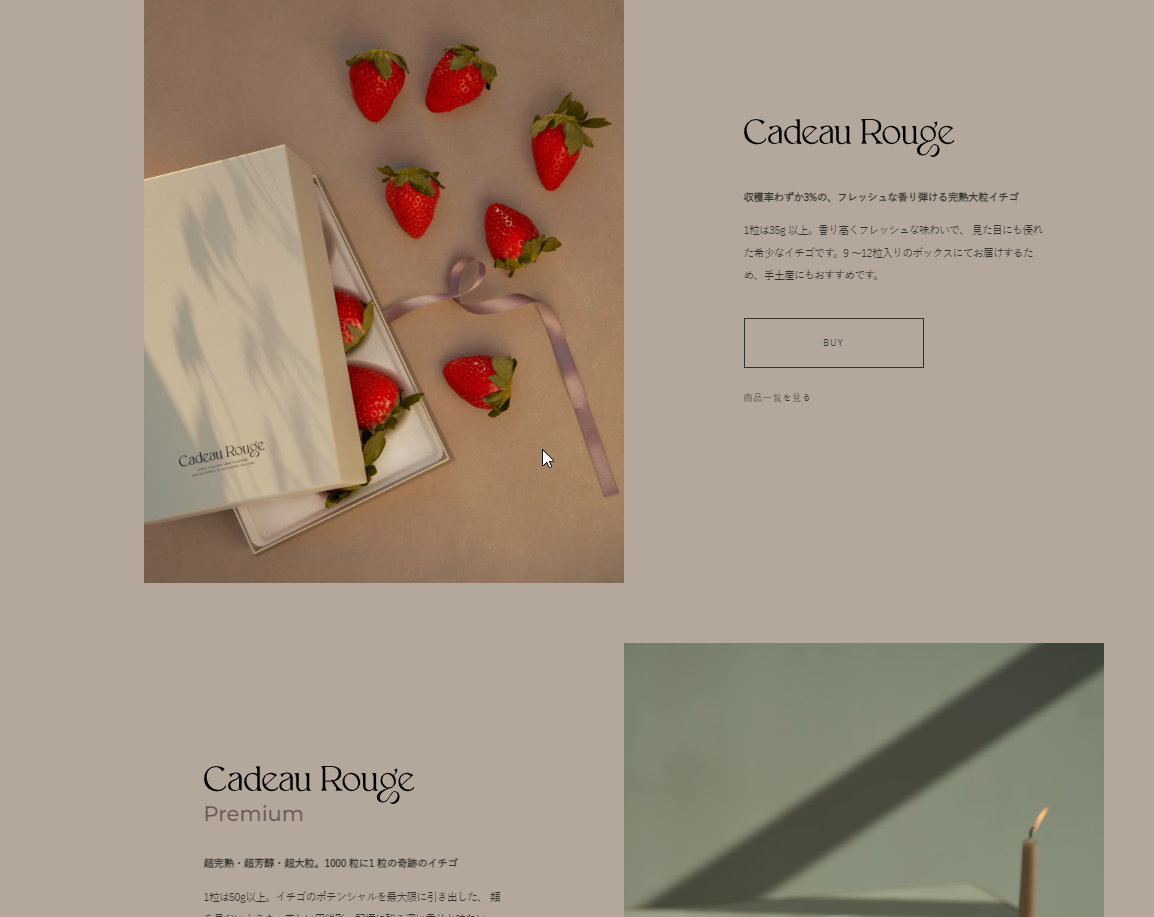 Cadeau Rouge
収穫率わずか3%の、フレッシュな香り弾ける完熟大粒イチゴ
1粒は35g 以上。香り高くフレッシュな味わいで、 見た目にも優れ
た希少なイチゴです。9 〜12粒入りのボックスにてお届けするた
め、手土産にもおすすめです。
BUY
商品一覧を見る
Cadeau Rouge
Cadeau Rouge
Premium
超完熟・超芳醇・超大粒。1000 粒に1 粒の奇跡のイチゴ
1粒は50g以上。イチゴのポテンシャルを最大限に引き出した、 類